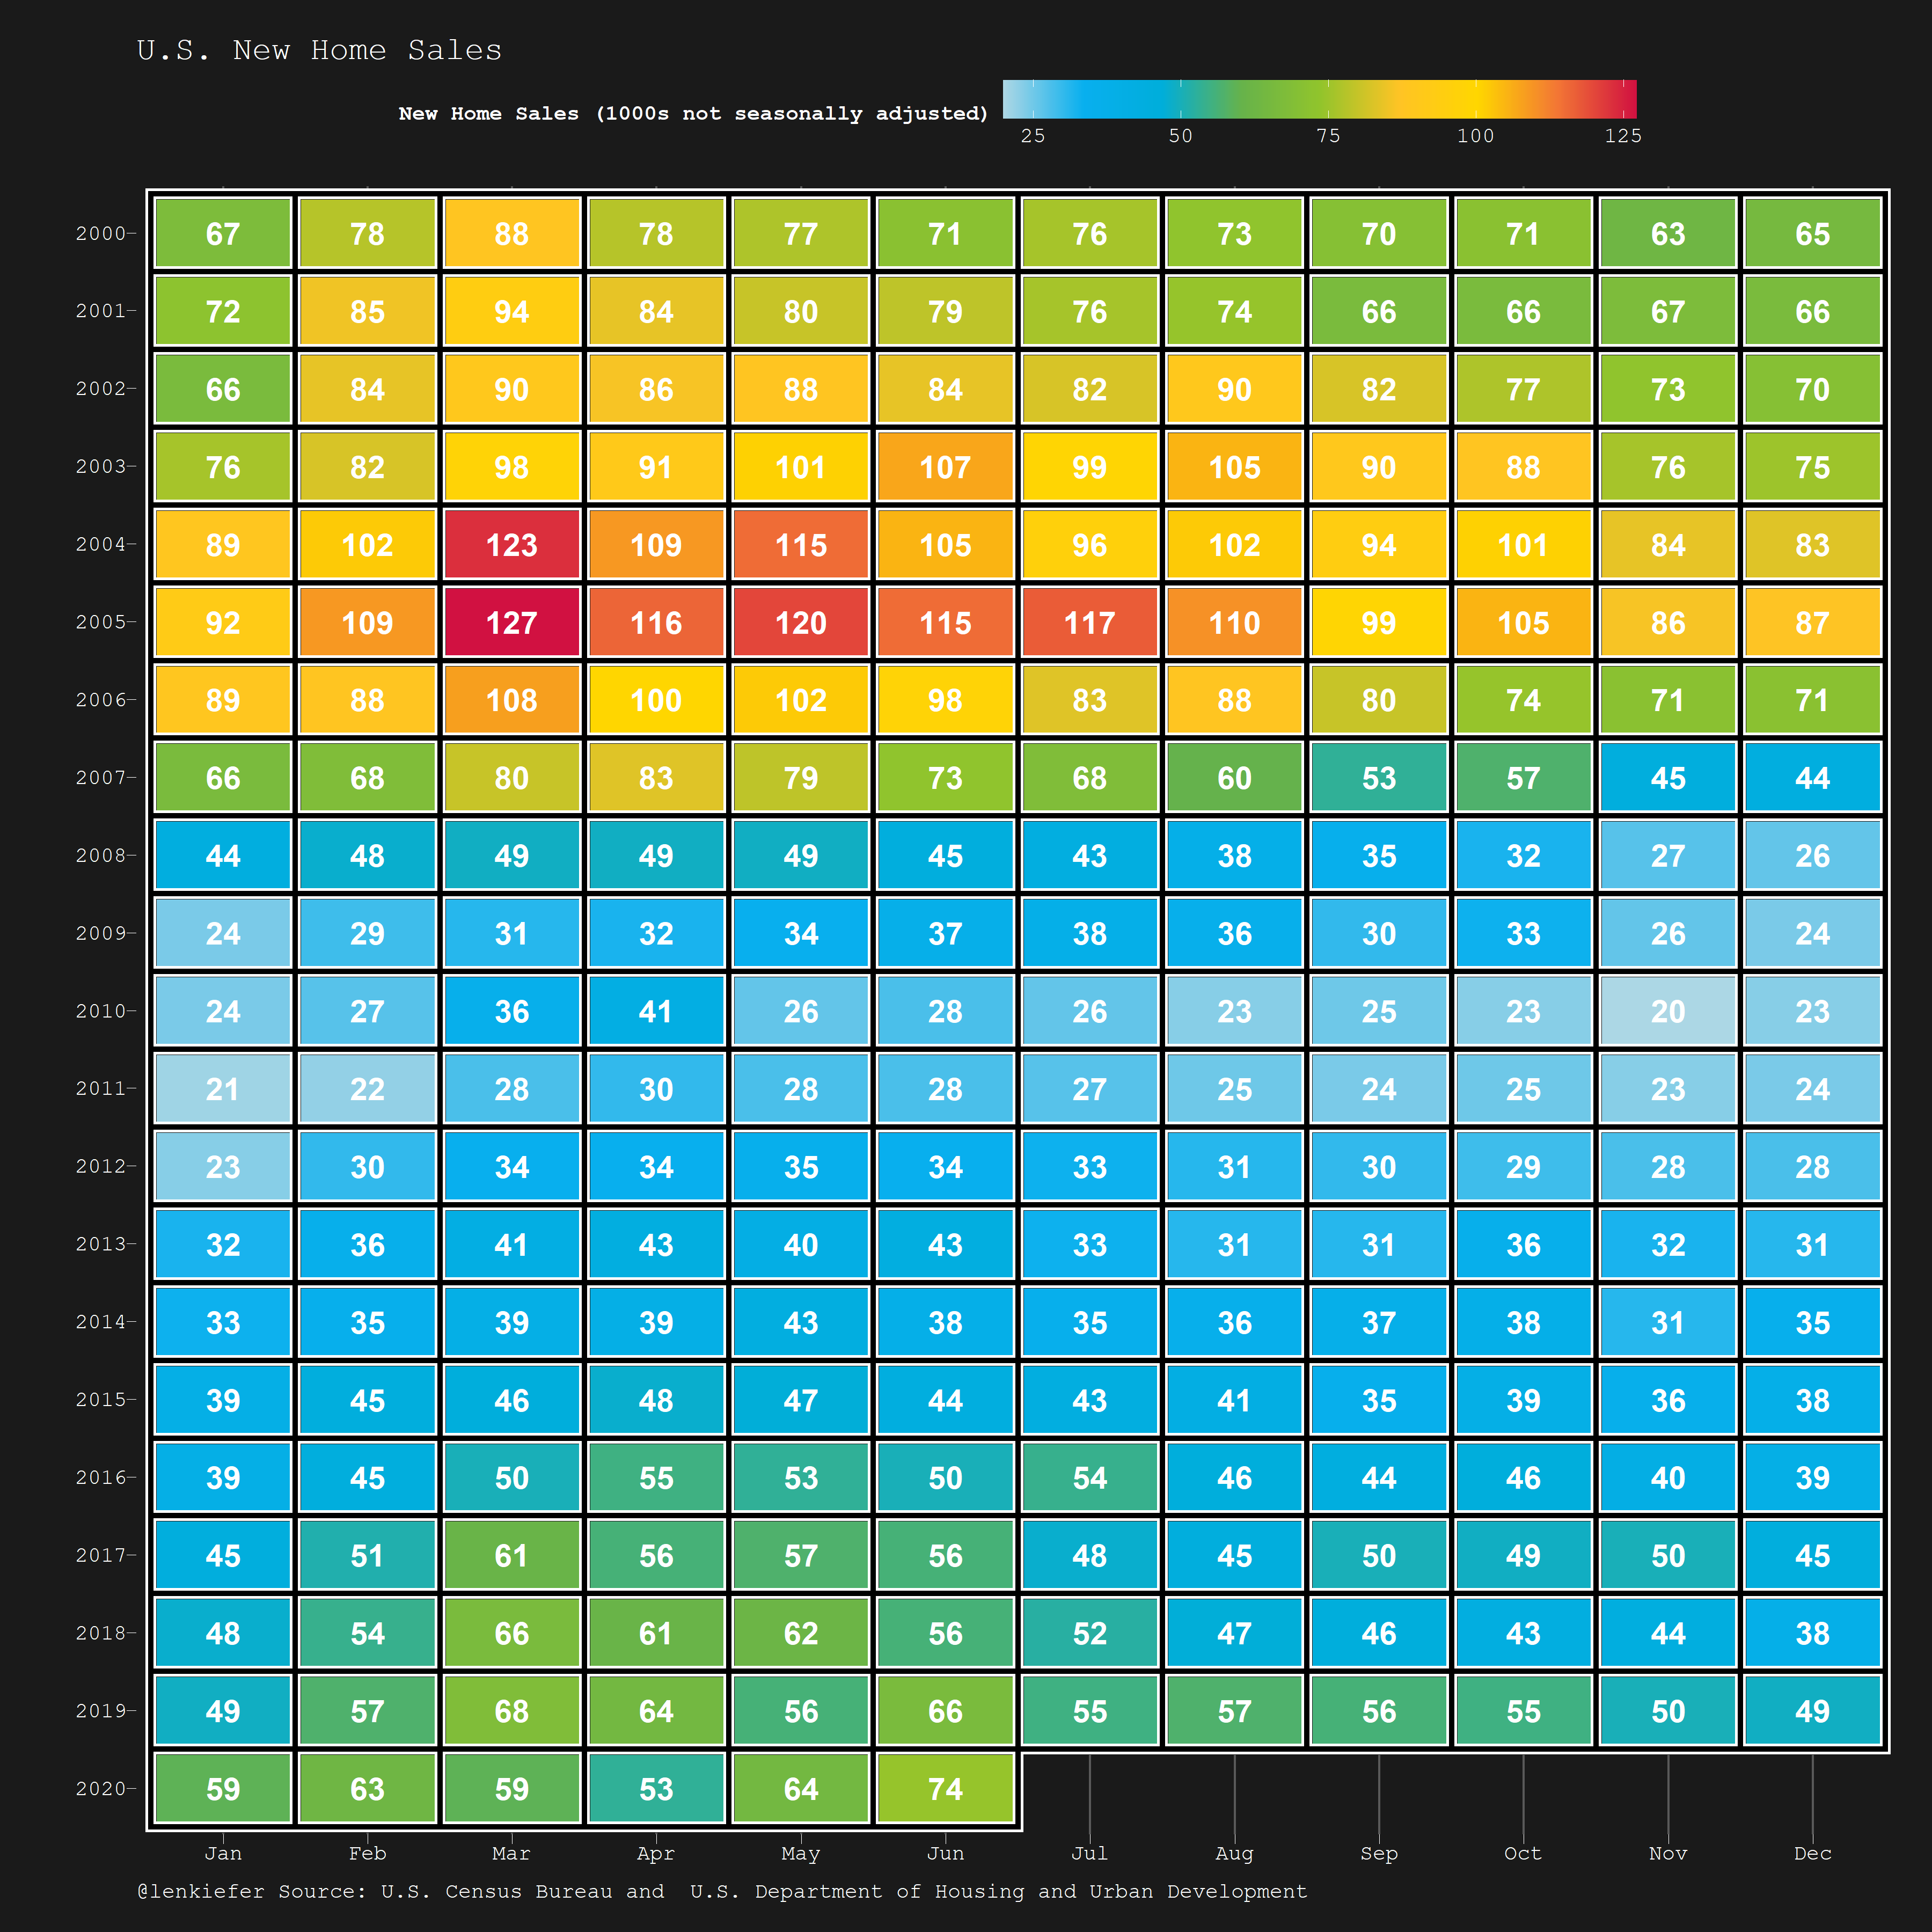 U.S. New Home Sales
New Home Sales (1000s not seasonally adjusted)
25 50 75 100 125
2000 67 78 88 78 77 71 76 73 70 71 63 65
2001 72 85 94 84 80 79 76 74 66 66 67 66
2002 66 84 90 86 88 84 82 90 82 77 73 70
2003 76 82 98 91 101 107 99 105 90 88 76 75
2004 89 102 123 109 115 105 96 102 94 101 84 83
2005 92 109 127 116 120 115 117 110 99 105 86 87
2006 89 88 108 100 102 98 83 88 80 74 71 71
2007 66 68 80 83 79 73 68 60 53 57 45 44
2008 44 48 49 49 49 45 43 38 35 32 27 26
2009 24 29 31 32 34 37 38 36 30 33 26 24
2010 24 27 36 41 26 28 26 23 25 23 20 23
2011 21 22 28 30 28 28 27 25 24 25 23 24
2012 23 30 34 34 35 34 33 31 30 29 28 28
2013 32 36 41 43 40 43 33 31 31 36 32 31
2014 33 35 39 39 43 38 35 36 37 38 31 35
2015 39 45 46 48 47 44 43 41 35 39 36 38
2016 39 45 50 55 53 50 54 46 44 46 40 39
2017 45 51 61 56 57 56 48 45 50 49 50 45
2018 48 54 66 61 62 56 52 47 46 43 44 38
2019 49 57 68 64 56 66 55 57 56 55 50 49
2020 59 63 59 53 64 74
Jan Feb Mar Apr May Jun Jul Aug Sep Oct Nov Dec
@lenkiefer Source: U.S. Census Bureau and  U.S. Department of Housing and Urban Development